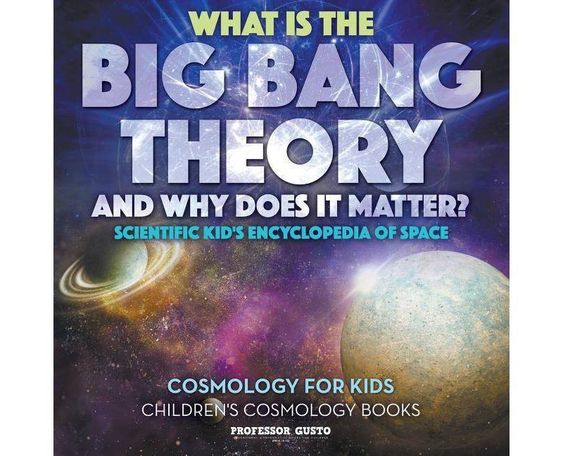 WHAT IS THE
BIG BANG
THEORY
AND WHY DOES IT MATTER?
SCIENTIFIC KID'S ENCYCLOPEDIA OF SPACE
COSMOLOGY FOR KIDS
CHILDREN'S COSMOLOGY BOOKS
PROFESSOR GUSTO